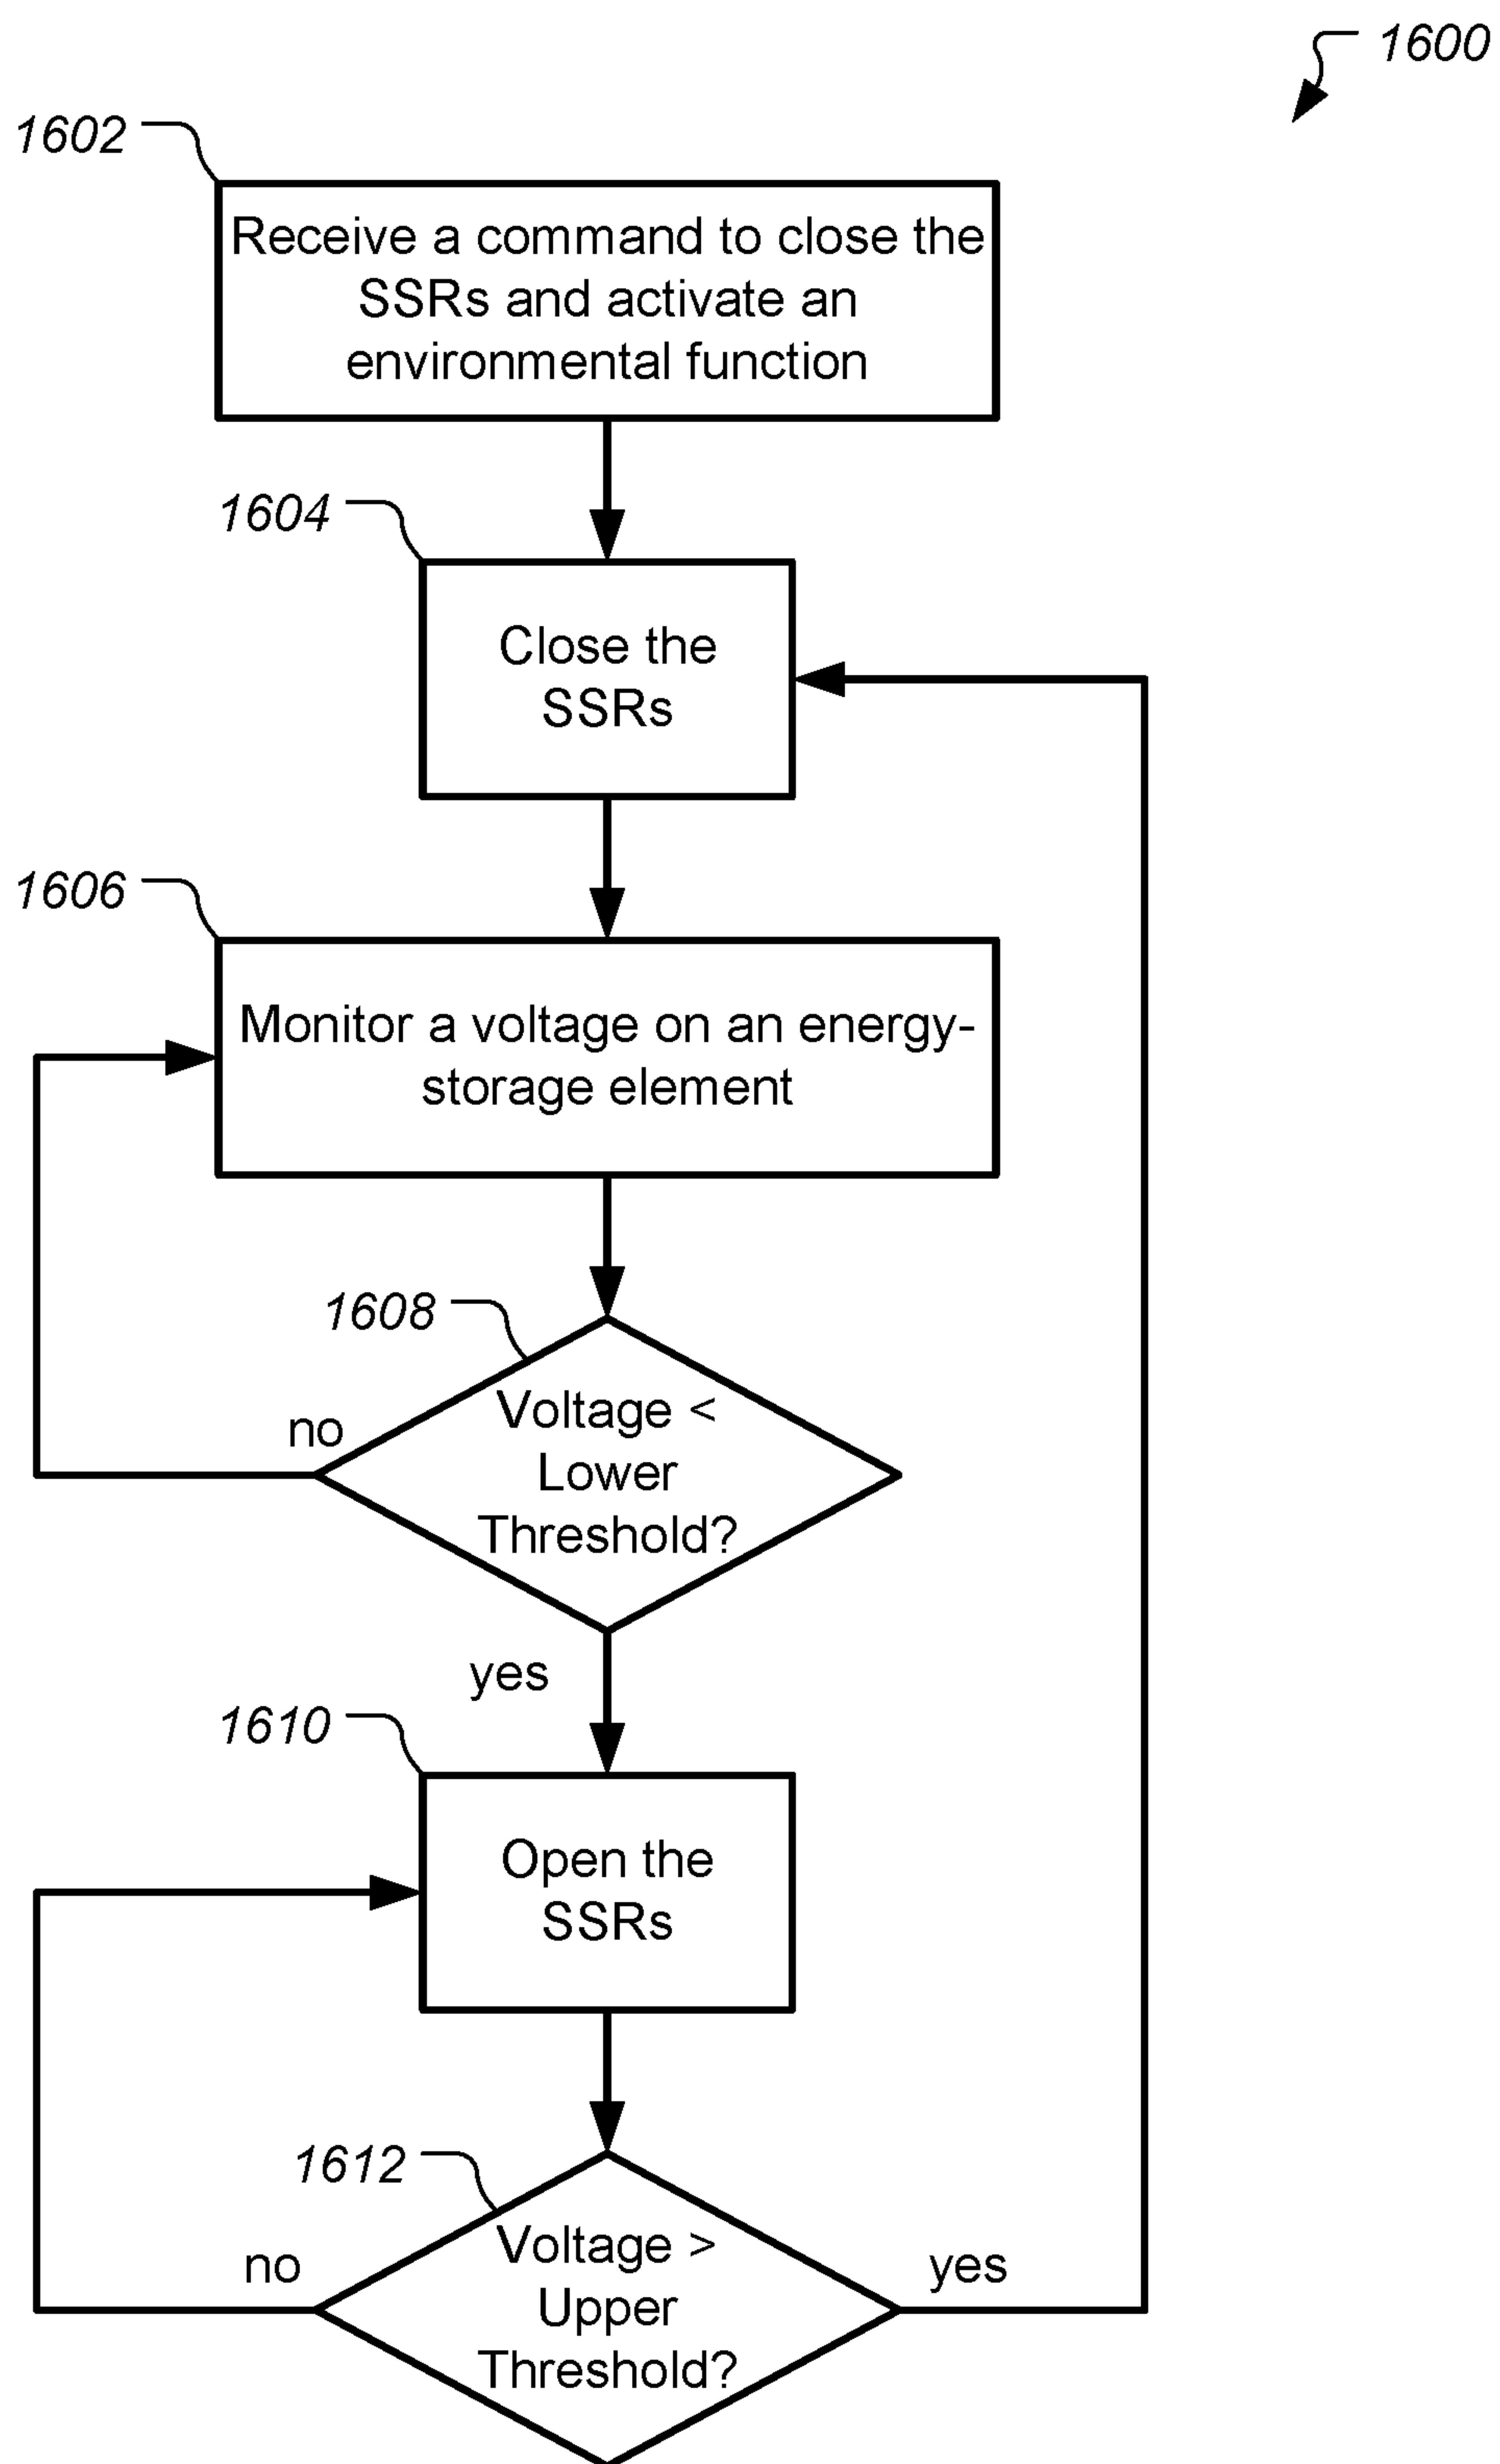 1600
1602
Receive a command to close the
SSRs and activate an
environmental function
1604
Close the
SSRs
1606
Monitor a voltage on an energy-
storage element
1608
Voltage <
Lower
Threshold?
no
yes
1610
Open the
SSRs
1612
Voltage >
Upper
Threshold?
no
yes